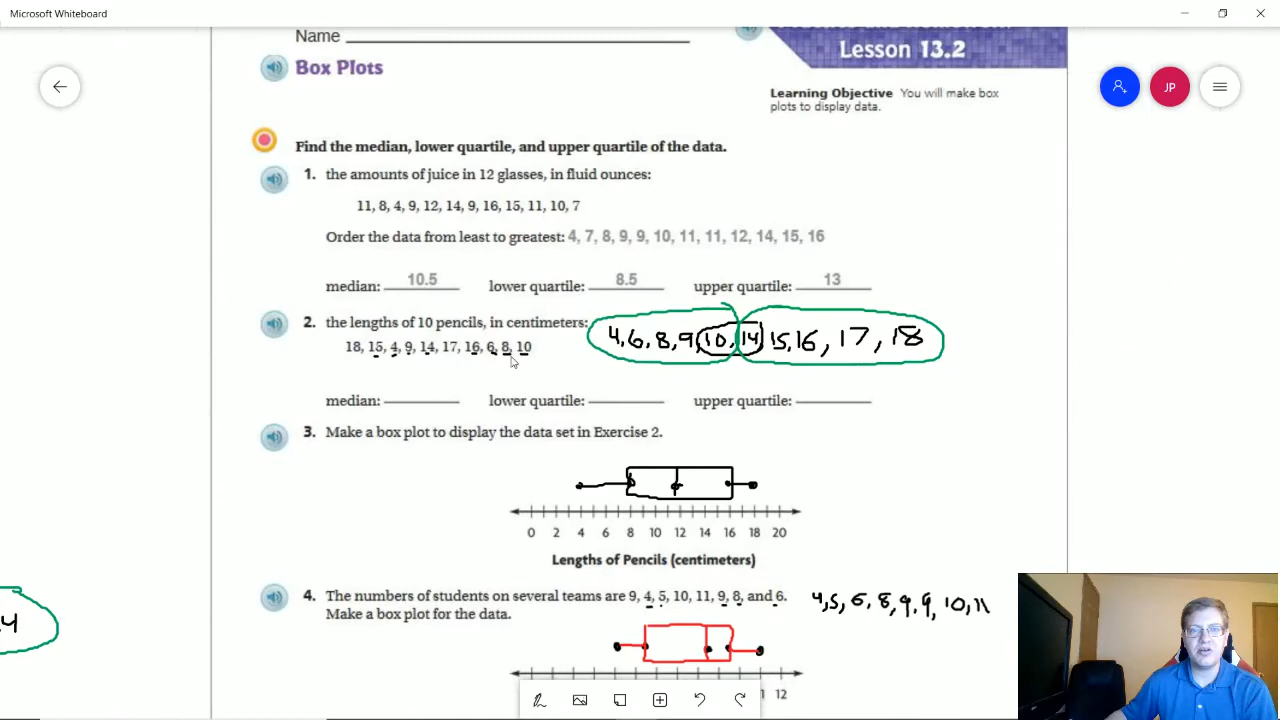 Microsoft Whiteboard
Name
Lesson 13.2
Box Plots
Learning Objective You will make box
plots to display data.
JP
Find the median, lower quartile, and upper quartile of the data.
1. the amounts of juice in 12 glasses, in fluid ounces:
11, 8, 4, 9, 12, 14, 9, 16, 15, 11, 10, 7
Order the data from least to greatest: 4, 7, 8, 9, 9, 10, 11, 11, 12, 14, 15, 16
median: 10.5 lower quartile: 8.5 upper quartile: 13
2. the lengths of 10 pencils, in centimeters:
4, 6, 8, 9, 10, 14, 15, 16, 17, 18
18, 15, 4, 9, 14, 17, 16, 6, 8, 10
median: lower quartile: upper quartile:
3. Make a box plot to display the data set in Exercise 2.
0 2 4 6 8 10 12 14 16 18 20
Lengths of Pencils (centimeters)
4. The numbers of students on several teams are 9, 4, 5, 10, 11, 9, 8, and 6.
Make a box plot for the data.
4, 5, 6, 8, 9, 9, 10, 11
12